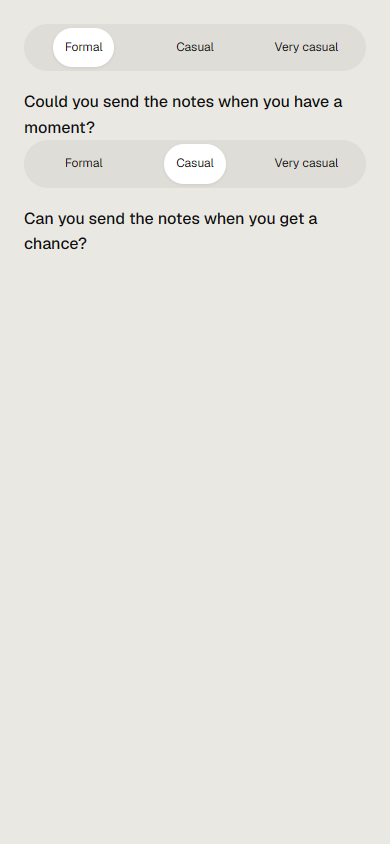 Formal Casual Very casual
Could you send the notes when you have a
moment?
Formal Casual Very casual
Can you send the notes when you get a
chance?